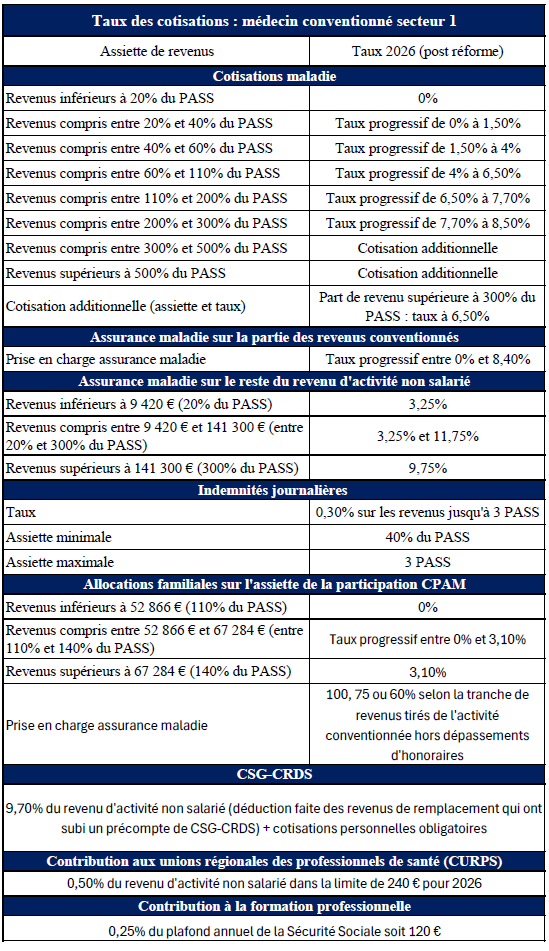 Taux des cotisations : médecin conventionné secteur 1
Assiette de revenus
Taux 2026 (post réforme)
Cotisations maladie
Revenus inférieurs à 20% du PASS
0%
Revenus compris entre 20% et 40% du PASS
Taux progressif de 0% à 1,50%
Revenus compris entre 40% et 60% du PASS
Taux progressif de 1,50% à 4%
Revenus compris entre 60% et 110% du PASS
Taux progressif de 4% à 6,50%
Revenus compris entre 110% et 200% du PASS
Taux progressif de 6,50% à 7,70%
Revenus compris entre 200% et 300% du PASS
Taux progressif de 7,70% à 8,50%
Revenus compris entre 300% et 500% du PASS
Cotisation additionnelle
Revenus supérieurs à 500% du PASS
Cotisation additionnelle
Cotisation additionnelle (assiette et taux)
Part de revenu supérieure à 300% du
PASS : taux à 6,50%
Assurance maladie sur la partie des revenus conventionnés
Prise en charge assurance maladie
Taux progressif entre 0% et 8,40%
Assurance maladie sur le reste du revenu d'activité non salarié
Revenus inférieurs à 9 420 € (20% du PASS)
3,25%
Revenus compris entre 9 420 € et 141 300 € (entre
20% et 300% du PASS)
3,25% et 11,75%
Revenus supérieurs à 141 300 € (300% du PASS)
9,75%
Indemnités journalières
Taux
0,30% sur les revenus jusqu'à 3 PASS
Assiette minimale
40% du PASS
Assiette maximale
3 PASS
Allocations familiales sur l'assiette de la participation CPAM
Revenus inférieurs à 52 866 € (110% du PASS)
0%
Revenus compris entre 52 866 € et 67 284 € (entre
110% et 140% du PASS)
Taux progressif entre 0% et 3,10%
Revenus supérieurs à 67 284 € (140% du PASS)
3,10%
Prise en charge assurance maladie
100, 75 ou 60% selon la tranche de
revenus tirés de l'activité
conventionnée hors dépassements
d'honoraires
CSG-CRDS
9,70% du revenu d'activité non salarié (déduction faite des revenus de remplacement qui ont
subi un précompte de CSG-CRDS) + cotisations personnelles obligatoires
Contribution aux unions régionales des professionnels de santé (CURPS)
0,50% du revenu d'activité non salarié dans la limite de 240 € pour 2026
Contribution à la formation professionnelle
0,25% du plafond annuel de la Sécurité Sociale soit 120 €